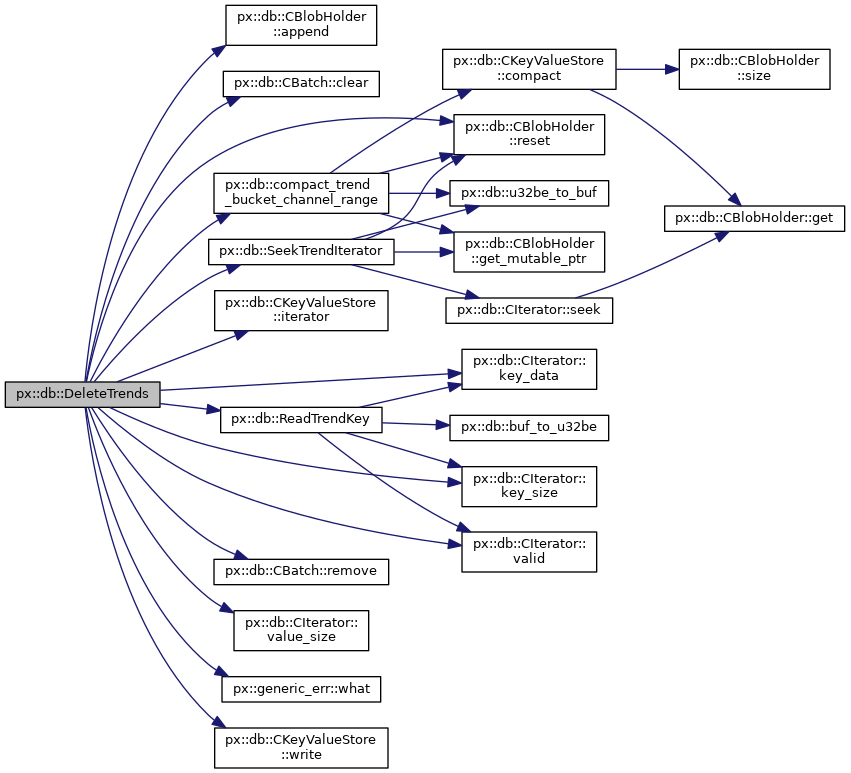 px::db::DeleteTrends
px::db::CBlobHolder
::append
px::db::CBatch::clear
px::db::compact_trend
_bucket_channel_range
px::db::SeekTrendIterator
px::db::CKeyValueStore
::iterator
px::db::ReadTrendKey
px::db::CBatch::remove
px::db::CIterator::
value_size
px::generic_err::what
px::db::CKeyValueStore
::write
px::db::CKeyValueStore
::compact
px::db::CBlobHolder
::reset
px::db::u32be_to_buf
px::db::CBlobHolder
::get_mutable_ptr
px::db::CIterator::seek
px::db::CIterator::
key_data
px::db::buf_to_u32be
px::db::CIterator::
key_size
px::db::CIterator::
valid
px::db::CBlobHolder
::size
px::db::CBlobHolder::get